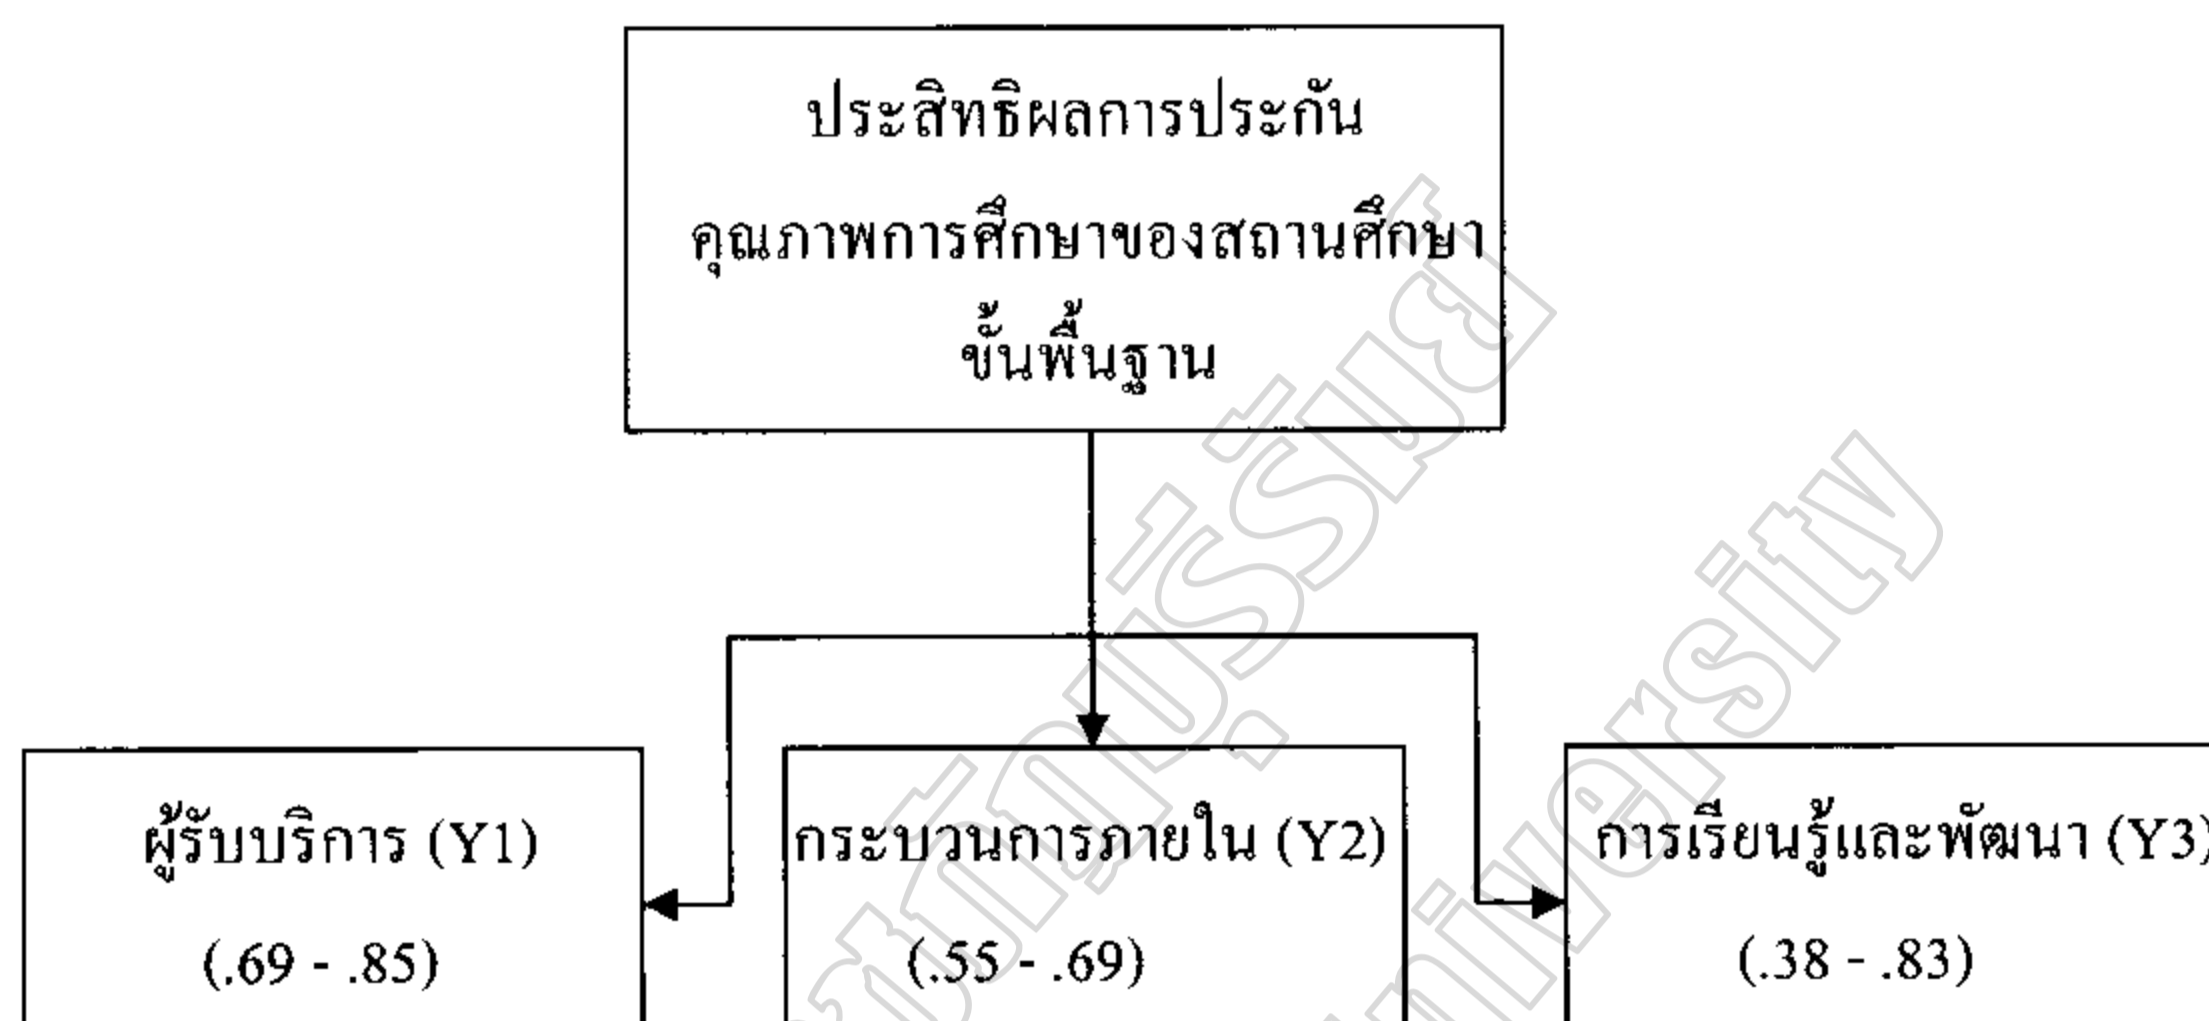 ประสิทธิผลการประกัน
คุณภาพการศึกษาของสถานศึกษา
ขั้นพื้นฐาน
ผู้รับบริการ (Y1)
(.69 - .85)
กระบวนการภายใน (Y2)
(.55 - .69)
การเรียนรู้และพัฒนา (Y3)
(.38 - .83)
University